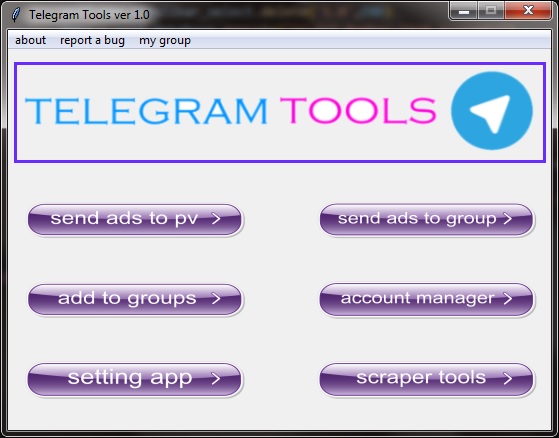 Telegram Tools ver 1.0
about report a bug my group
TELEGRAM TOOLS
send ads to pv
send ads to group
add to groups
account manager
setting app
scraper tools